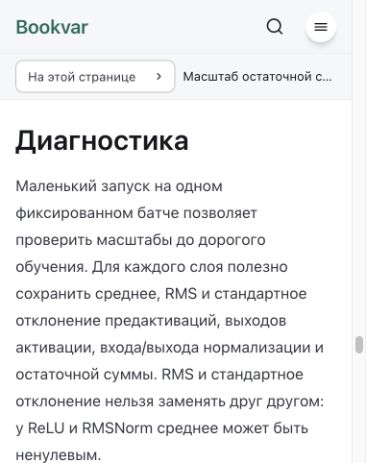 Bookvar
На этой странице
Масштаб остаточной с...
Диагностика
Маленький запуск на одном
фиксированном батче позволяет
проверить масштабы до дорогого
обучения. Для каждого слоя полезно
сохранить среднее, RMS и стандартное
отклонение предактиваций, выходов
активации, входа/выхода нормализации и
остаточной суммы. RMS и стандартное
отклонение нельзя заменять друг другом:
у ReLU и RMSNorm среднее может быть
ненулевым.